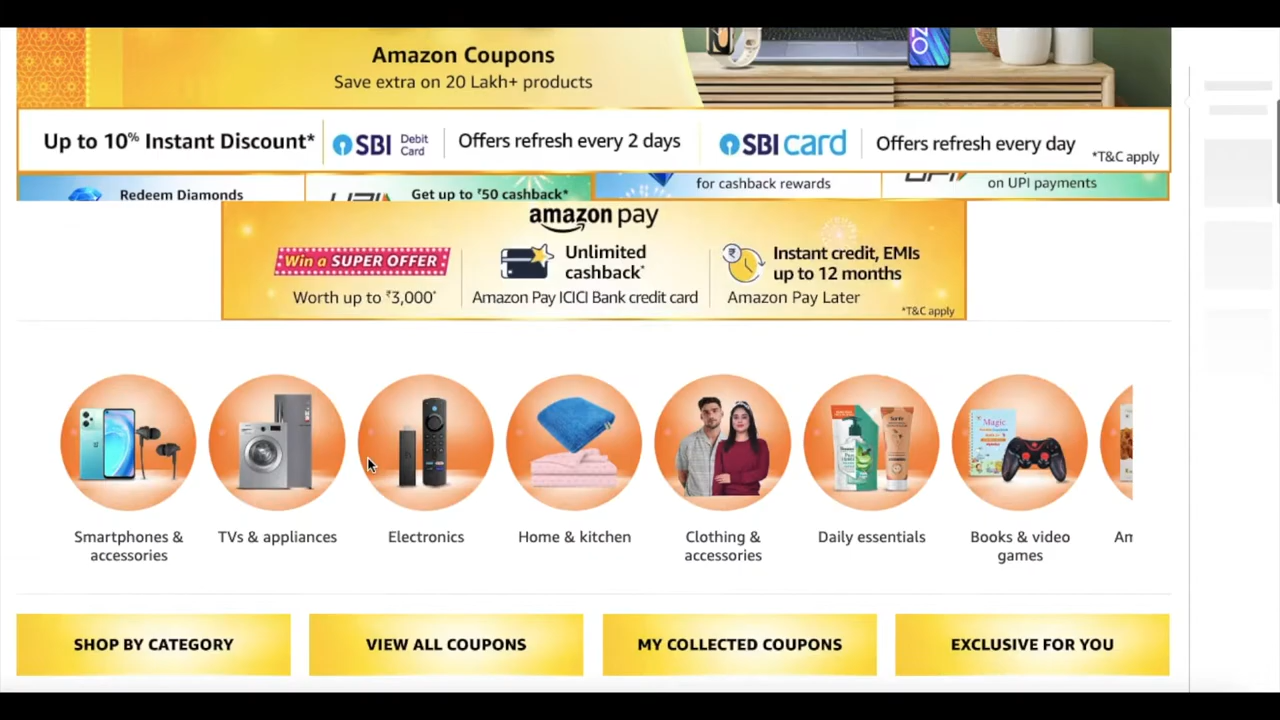 Amazon Coupons
Save extra on 20 Lakh+ products
Up to 10% Instant Discount*
SBI Debit Card
Offers refresh every 2 days
SBI card
Offers refresh every day
*T&C apply
Redeem Diamonds
Get up to ₹50 cashback*
for cashback rewards
on UPI payments
amazon pay
Win a SUPER OFFER
Worth up to ₹3,000*
Unlimited
cashback*
Amazon Pay ICICI Bank credit card
Instant credit, EMIs
up to 12 months
Amazon Pay Later
*T&C apply
Smartphones &
accessories
TVs & appliances
Electronics
Home & kitchen
Clothing &
accessories
Daily essentials
Books & video
games
Am
SHOP BY CATEGORY
VIEW ALL COUPONS
MY COLLECTED COUPONS
EXCLUSIVE FOR YOU